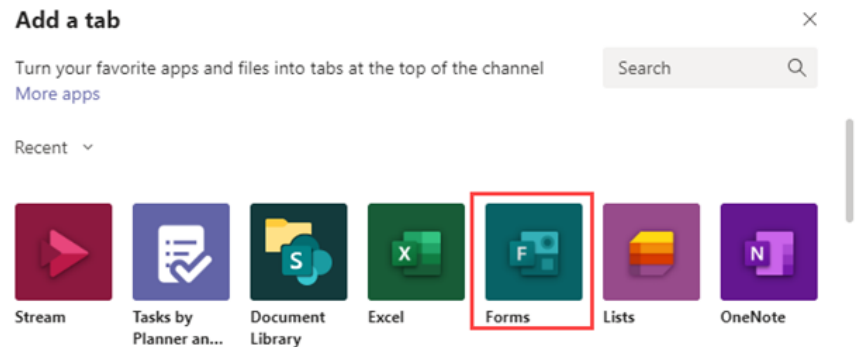 Add a tab
Turn your favorite apps and files into tabs at the top of the channel
Search
More apps
Recent
S
X
F
N
Stream
Tasks by
Planner an...
Document
Library
Excel
Forms
Lists
OneNote